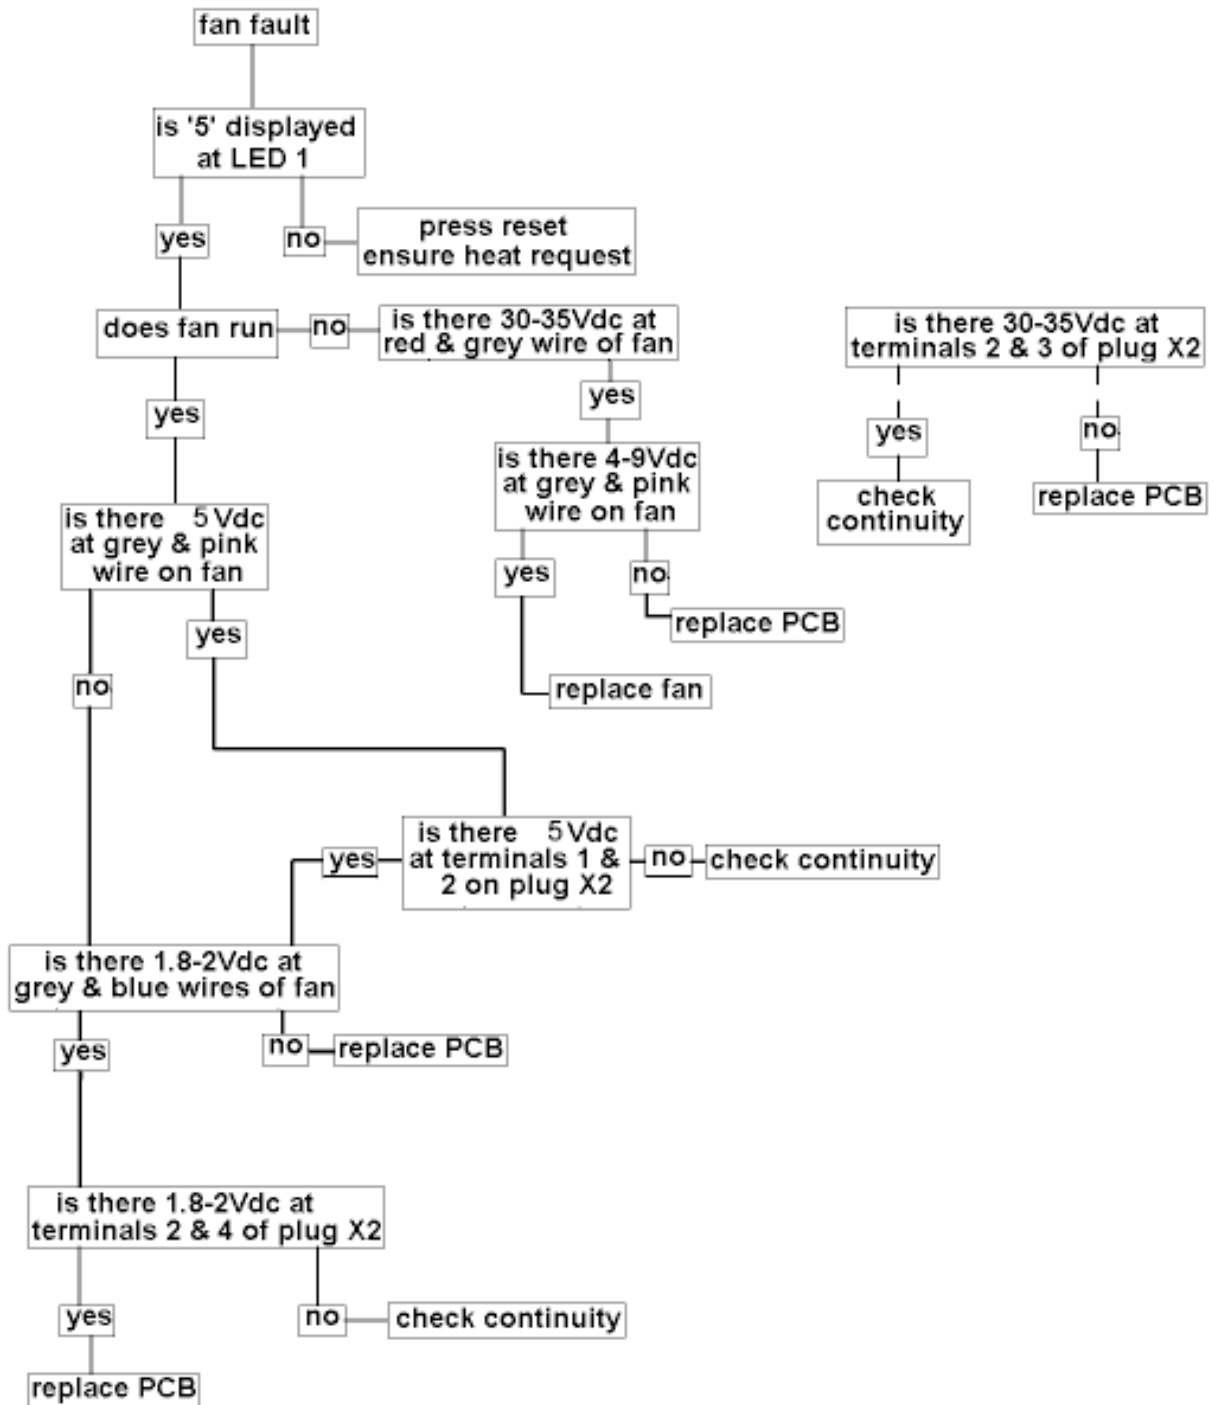 fan fault
is '5' displayed
at LED 1
yes
no
press reset
ensure heat request
does fan run
no
is there 30-35Vdc at
red & grey wire of fan
is there 30-35Vdc at
terminals 2 & 3 of plug X2
yes
yes
yes
no
is there 4-9Vdc
at grey & pink
wire on fan
check
continuity
replace PCB
is there 5 Vdc
at grey & pink
wire on fan
yes
no
replace PCB
yes
no
replace fan
is there 5 Vdc
at terminals 1 &
2 on plug X2
yes
no
check continuity
is there 1.8-2Vdc at
grey & blue wires of fan
yes
no
replace PCB
is there 1.8-2Vdc at
terminals 2 & 4 of plug X2
yes
no
check continuity
replace PCB